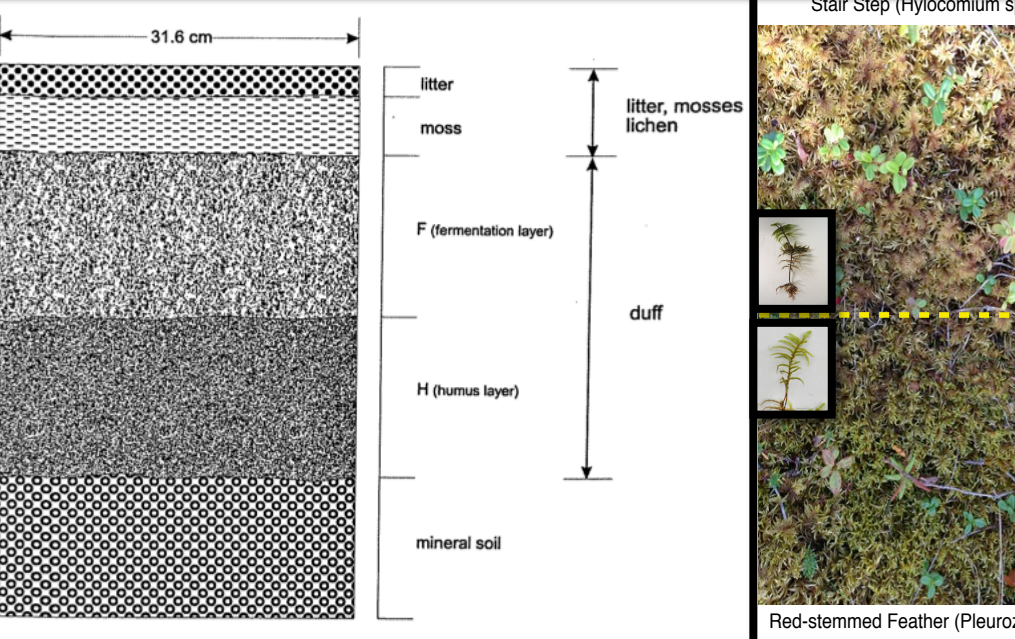 31.6 cm
litter
moss
F (fermentation layer)
H (humus layer)
mineral soil
litter, mosses
lichen
duff
Stair Step (Hylocomium
Red-stemmed Feather